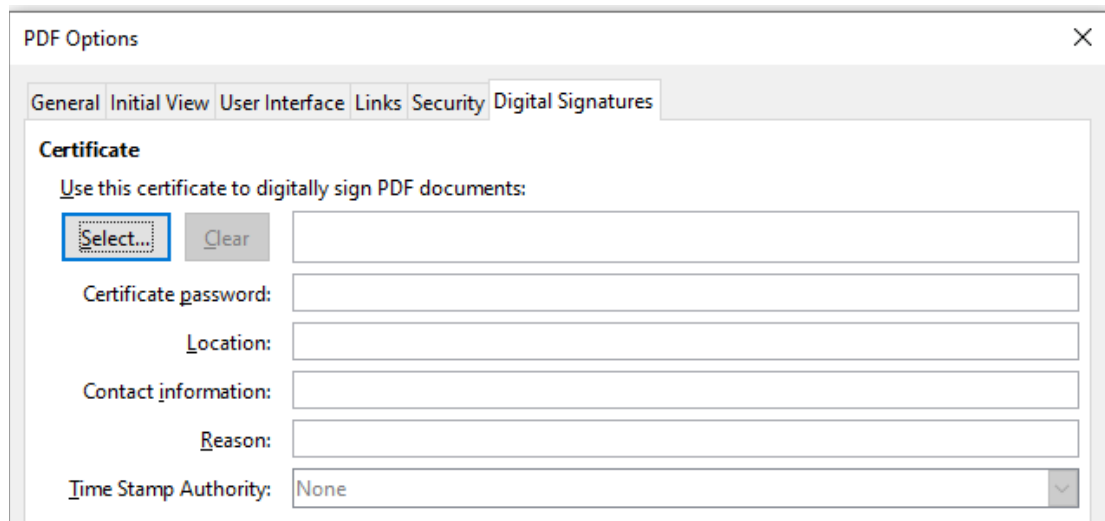 PDF Options
General Initial View User Interface Links Security Digital Signatures
Certificate
Use this certificate to digitally sign PDF documents:
Select... Clear
Certificate password:
Location:
Contact information:
Reason:
Time Stamp Authority: None